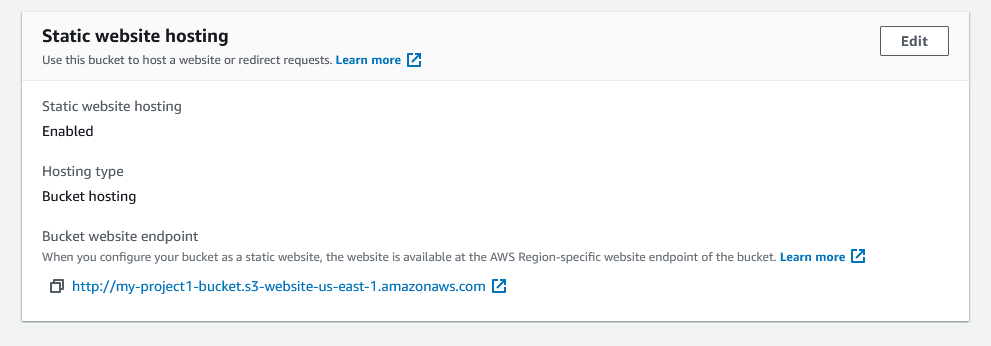 Static website hosting
Edit
Use this bucket to host a website or redirect requests. Learn more
Static website hosting
Enabled
Hosting type
Bucket hosting
Bucket website endpoint
When you configure your bucket as a static website, the website is available at the AWS Region-specific website endpoint of the bucket. Learn more
http://my-project1-bucket.s3-website-us-east-1.amazonaws.com